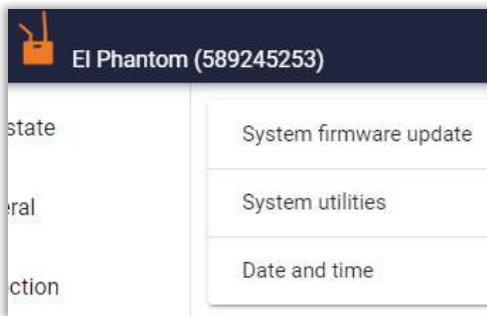 El Phantom (589245253)
state
System firmware update
eral
System utilities
ction
Date and time